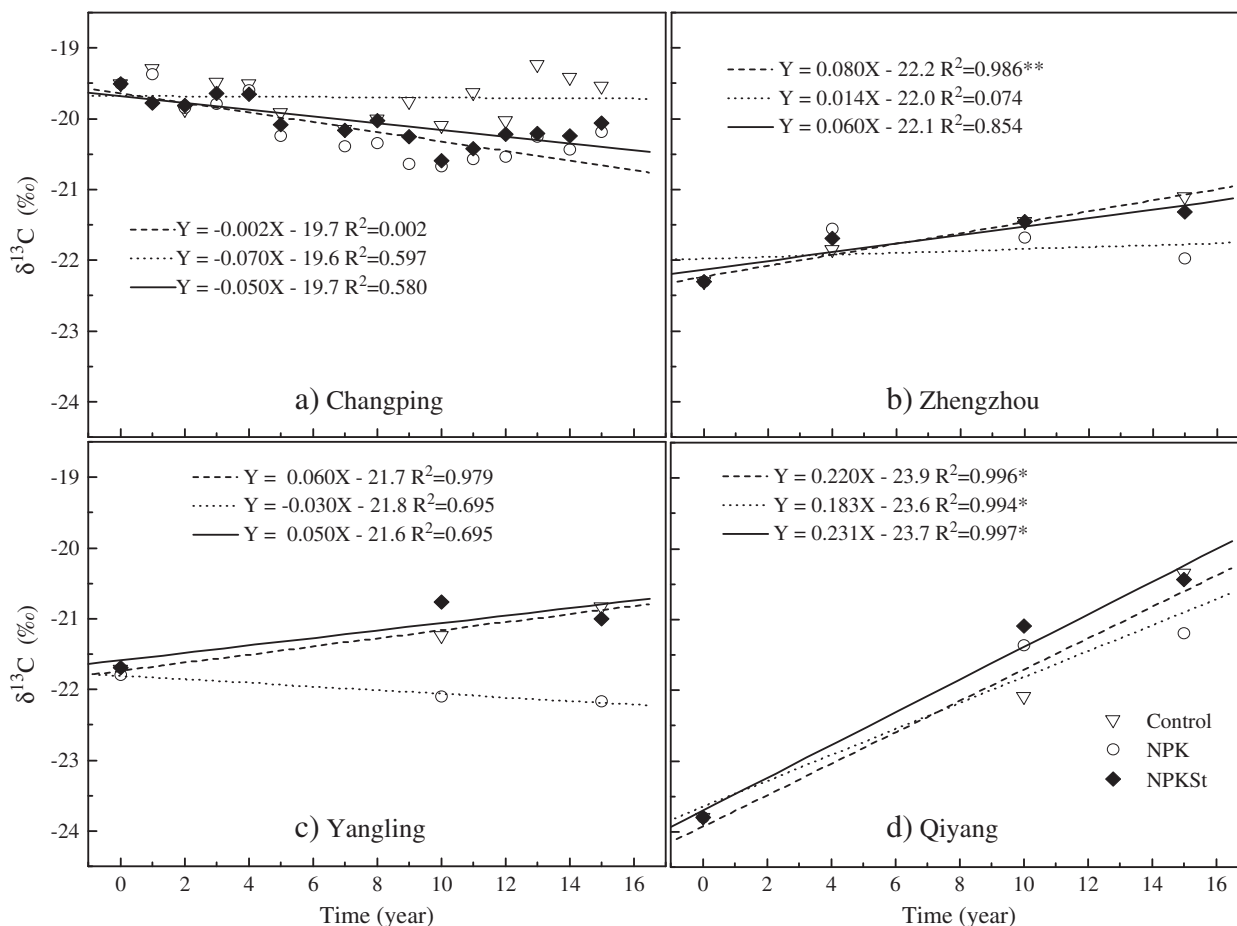 -19
-20
-21
-22
-23
-24
δ¹³C (‰)
Y = -0.002X - 19.7 R²=0.002
Y = -0.070X - 19.6 R²=0.597
Y = -0.050X - 19.7 R²=0.580
a) Changping
Y = 0.080X - 22.2 R²=0.986**
Y = 0.014X - 22.0 R²=0.074
Y = 0.060X - 22.1 R²=0.854
b) Zhengzhou
-19
-20
-21
-22
-23
-24
δ¹³C (‰)
Y = 0.060X - 21.7 R²=0.979
Y = -0.030X - 21.8 R²=0.695
Y = 0.050X - 21.6 R²=0.695
c) Yangling
0 2 4 6 8 10 12 14 16
Time (year)
Y = 0.220X - 23.9 R²=0.996*
Y = 0.183X - 23.6 R²=0.994*
Y = 0.231X - 23.7 R²=0.997*
Control
NPK
NPKSt
d) Qiyang
0 2 4 6 8 10 12 14 16
Time (year)